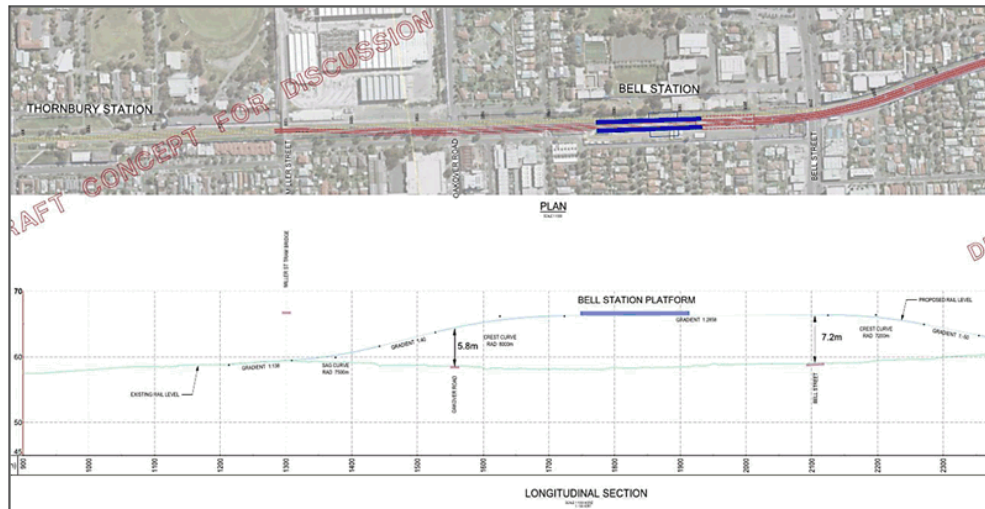 RAFT CONCEPT FOR DISCUSSION
THORNBURY STATION
BELL STATION
MILLER STREET
OAKOVER ROAD
BELL STREET
PLAN
D
MILLER ST TRAM BRIDGE
70
60
50
45
BELL STATION PLATFORM
PROPOSED RAIL LEVEL
GRADIENT 1:40
5.8m
CREST CURVE
7.2m
CREST CURVE
GRADIENT
EXISTING RAIL LEVEL
GRADIENT
SAG CURVE
OAKOVER ROAD
BELL STREET
900
1000
1100
1200
1300
1400
1500
1600
1700
1800
1900
2000
2100
2200
2300
LONGITUDINAL SECTION